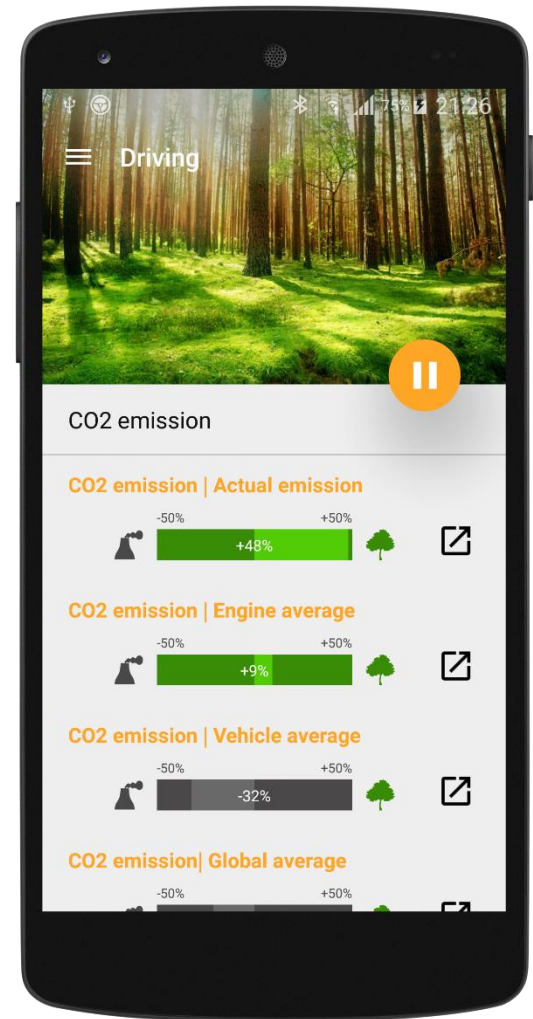 75% 21:26
Driving
CO2 emission
CO2 emission | Actual emission
-50% +50%
+48%
CO2 emission | Engine average
-50% +50%
+9%
CO2 emission | Vehicle average
-50% +50%
-32%
CO2 emission| Global average
-50% +50%